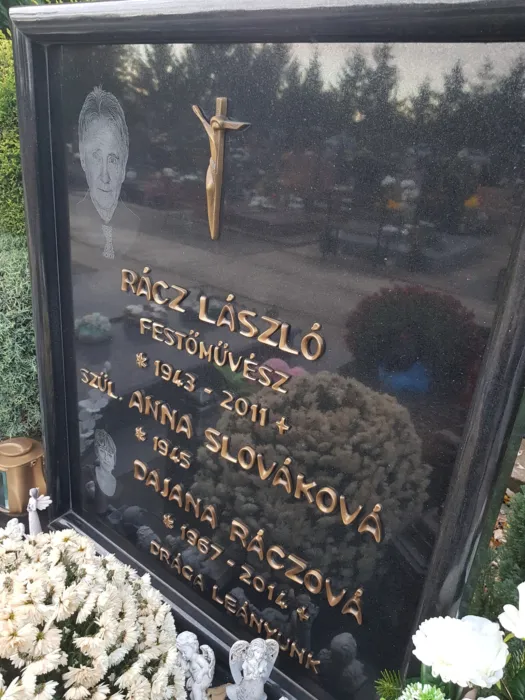 RÁCZ LÁSZLÓ
FESTŐMŰVÉSZ
* 1943 - 2011 +
SZÜL. ANNA SLOVÁKOVÁ
* 1945
DAJANA RÁCZOVÁ
* 1967 - 2014 +
DRÁGA LEÁNYUNK